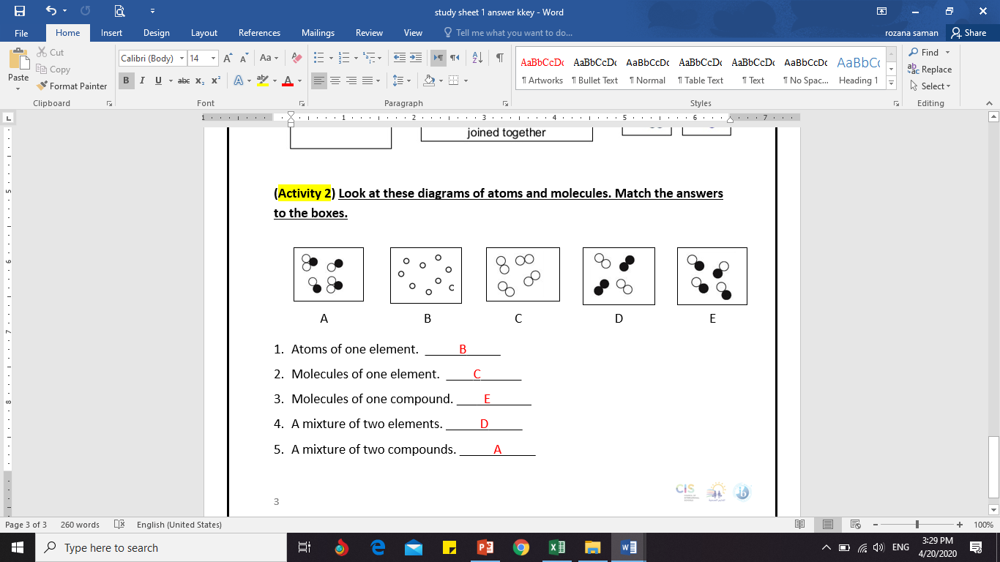 study sheet 1 answer kkey - Word
rozana saman
Share
File
Home
Insert
Design
Layout
References
Mailings
Review
View
Tell me what you want to do...
Paste
Cut
Copy
Format Painter
Clipboard
Calibri (Body)
14
Font
Paragraph
AaBbCcDc
¶ Artworks
AaBbCcDc
¶ Bullet Text
AaBbCcDc
¶ Normal
AaBbCcDc
¶ Table Text
AaBbCcDc
¶ Text
AaBbCcDc
¶ No Spac...
AaBbCc
Heading 1
Styles
Find
Replace
Select
Editing
joined together
(Activity 2) Look at these diagrams of atoms and molecules. Match the answers
to the boxes.
A B C D E
1. Atoms of one element. ______B______
2. Molecules of one element. ______C______
3. Molecules of one compound. ______E______
4. A mixture of two elements. ______D______
5. A mixture of two compounds. ______A______
CIS
3
Page 3 of 3 260 words English (United States) 100%
Type here to search
ENG
3:29 PM
4/20/2020